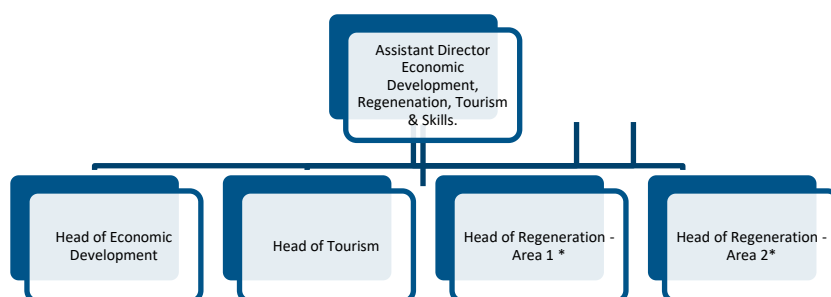 Assistant Director
Economic
Development,
Regenenation, Tourism
& Skills.
Head of Economic
Development
Head of Tourism
Head of Regeneration -
Area 1 *
Head of Regeneration -
Area 2*